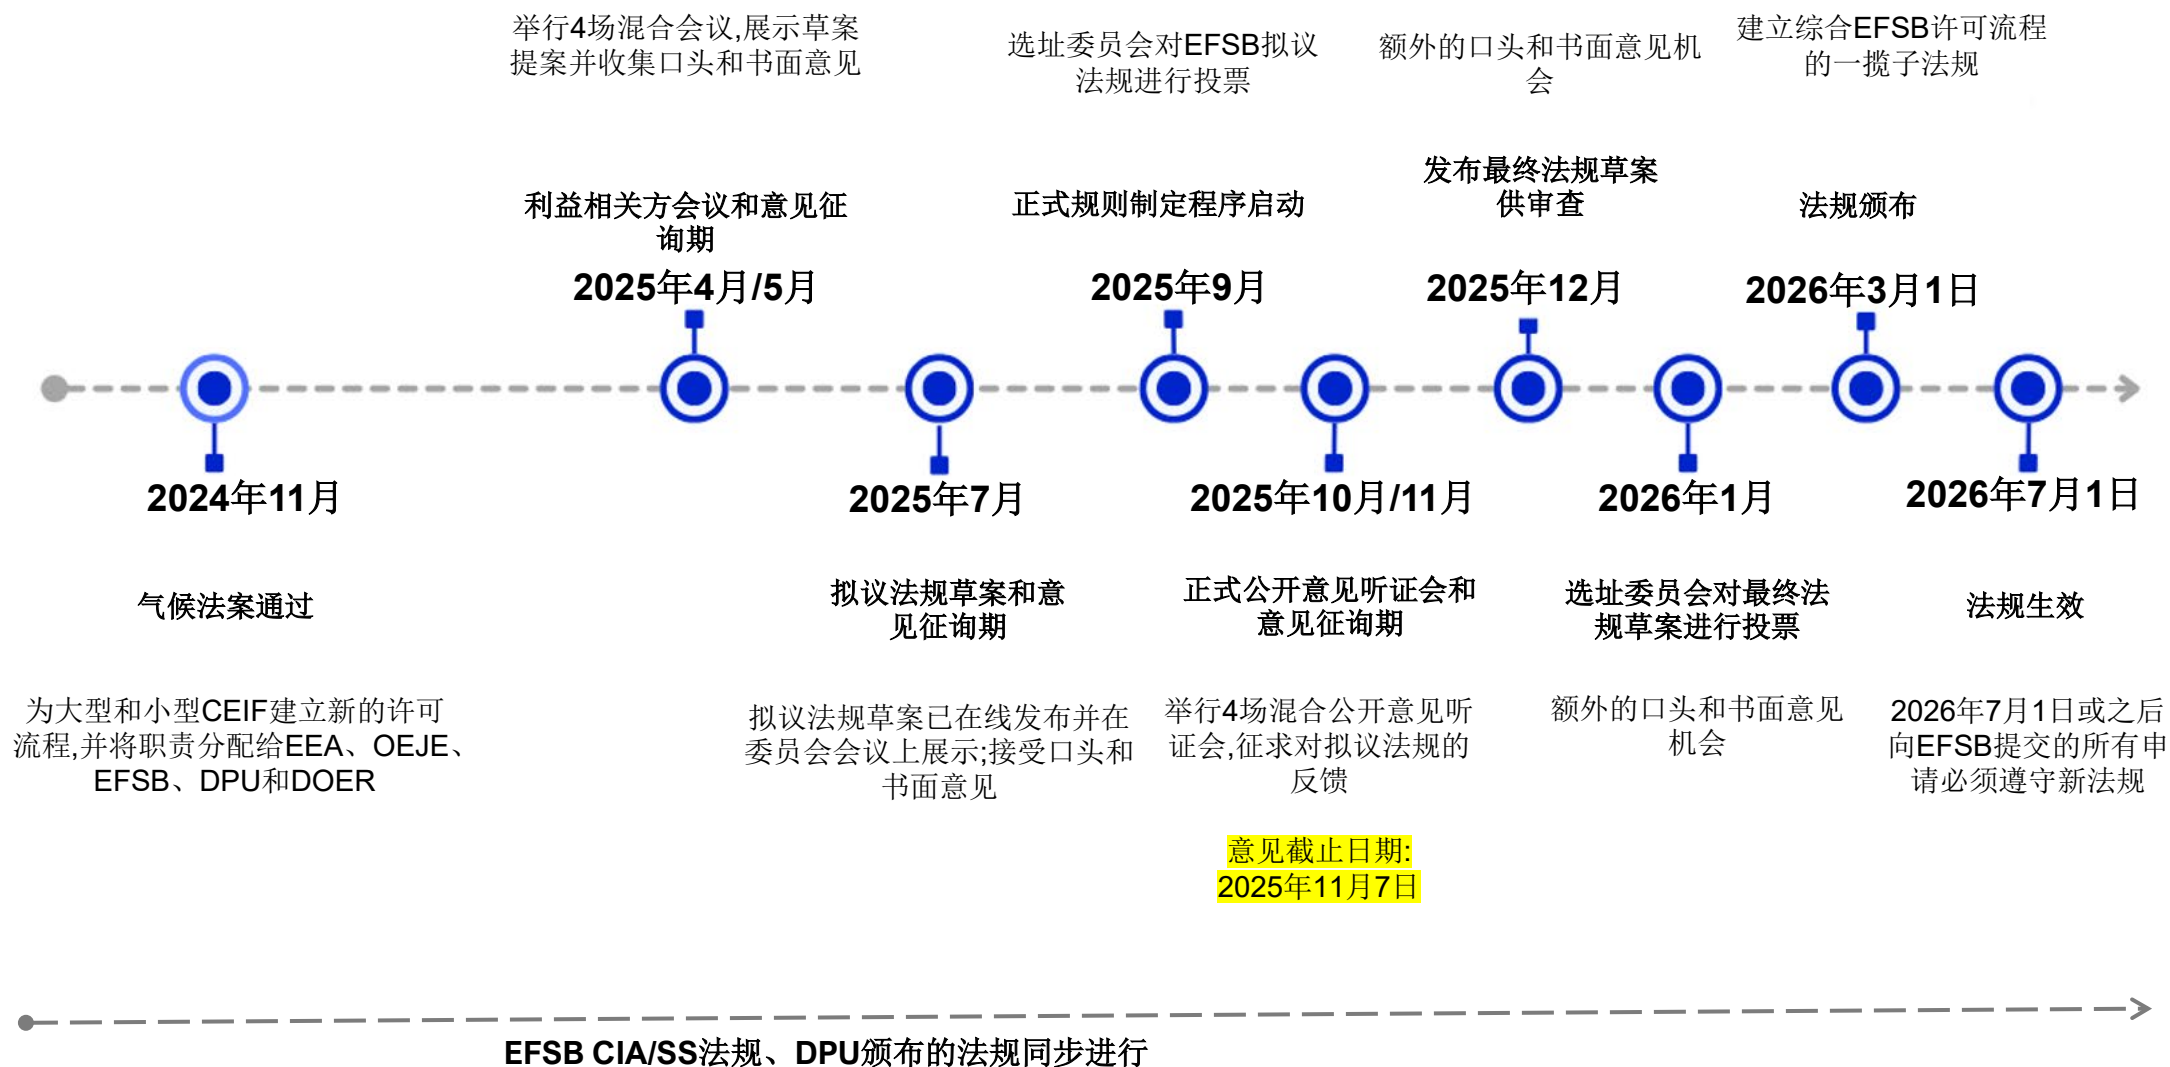 举行4场混合会议,展示草案
提案并收集口头和书面意见
选址委员会对EFSB拟议
法规进行投票
额外的口头和书面意见机
会
建立综合EFSB许可流程
的一揽子法规
利益相关方会议和意见征
询期
正式规则制定程序启动
发布最终法规草案
供审查
法规颁布
2025年4月/5月
2025年9月
2025年12月
2026年3月1日
2024年11月
2025年7月
2025年10月/11月
2026年1月
2026年7月1日
气候法案通过
拟议法规草案和意
见征询期
正式公开意见听证会和
意见征询期
选址委员会对最终法
规草案进行投票
法规生效
为大型和小型CEIF建立新的许可
流程,并将职责分配给EEA、OEJE、
EFSB、DPU和DOER
拟议法规草案已在线发布并在
委员会会议上展示;接受口头和
书面意见
举行4场混合公开意见听
证会,征求对拟议法规的
反馈
意见截止日期:
2025年11月7日
额外的口头和书面意见
机会
2026年7月1日或之后
向EFSB提交的所有申
请必须遵守新法规
EFSB CIA/SS法规、DPU颁布的法规同步进行